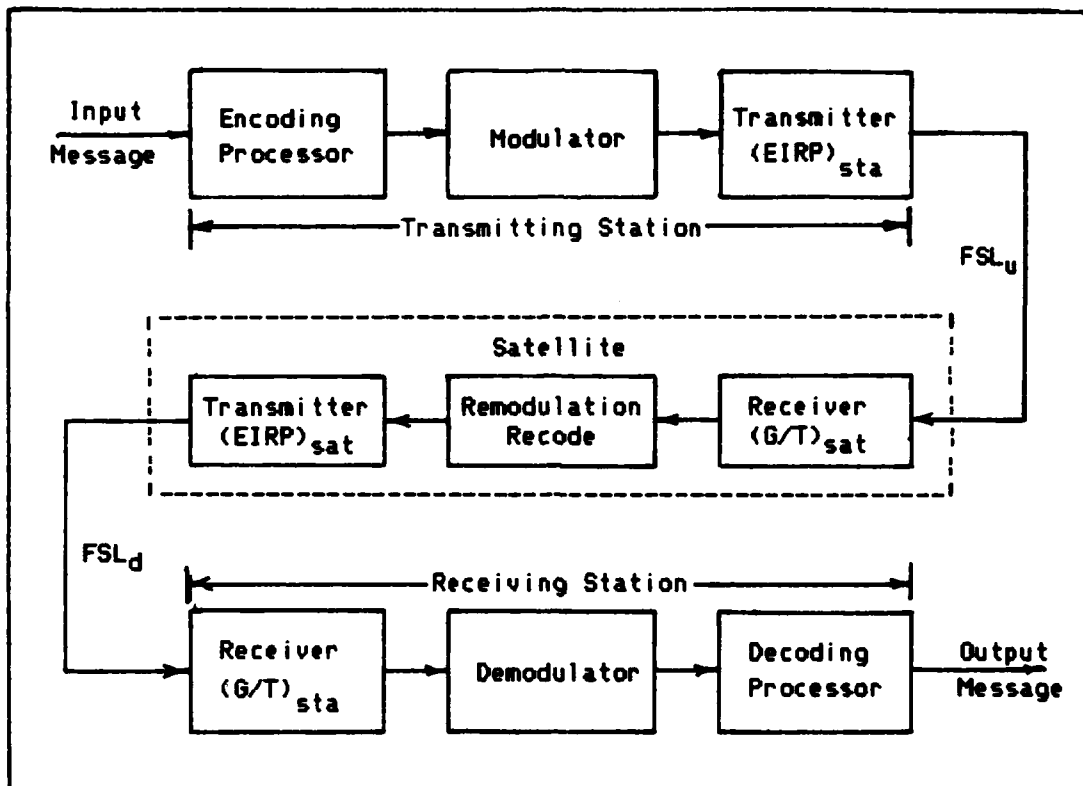 Input
Message
Encoding
Processor
Modulator
Transmitter
(EIRP)sta
Transmitting Station
FSLu
Satellite
Transmitter
(EIRP)sat
Remodulation
Recode
Receiver
(G/T)sat
FSLd
Receiving Station
Receiver
(G/T)sta
Demodulator
Decoding
Processor
Output
Message